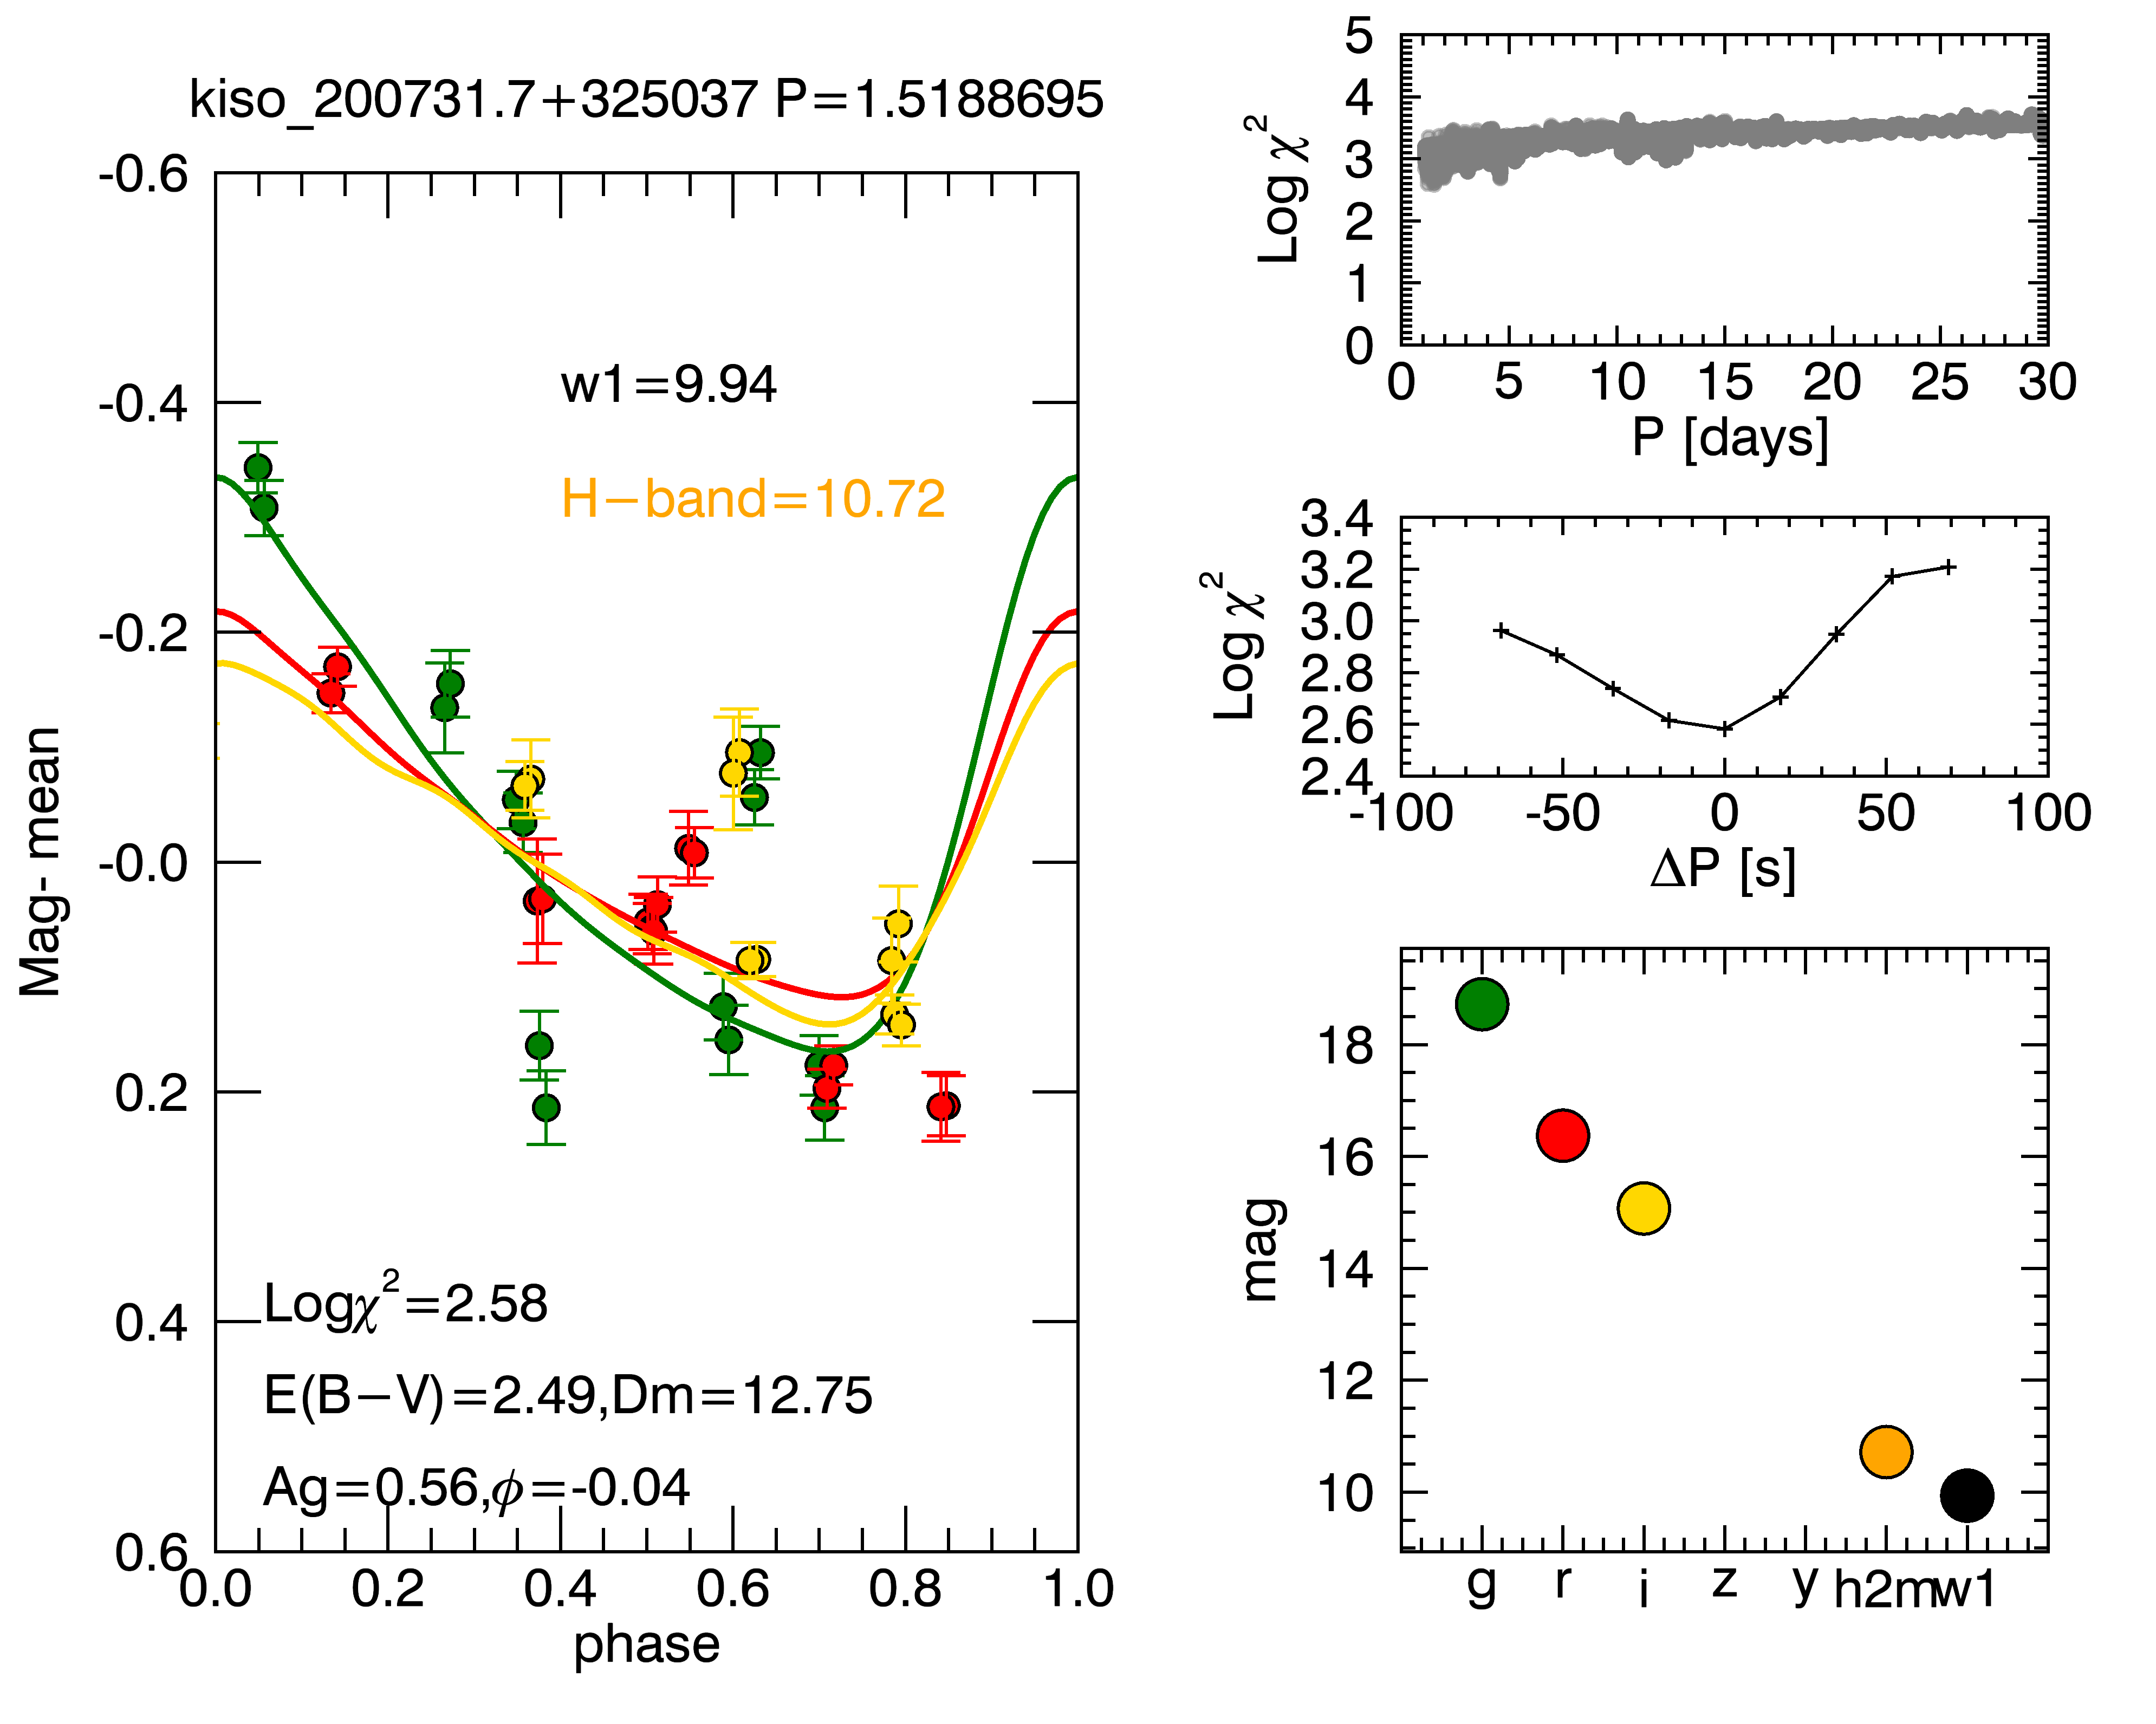 kiso_200731.7+325037 P=1.5188695
-0.6
-0.4
-0.2
-0.0
0.2
0.4
0.6
Mag- mean
w1=9.94
H−band=10.72
Logχ²=2.58
E(B−V)=2.49,Dm=12.75
Ag=0.56,ϕ=-0.04
0.0 0.2 0.4 0.6 0.8 1.0
phase
5
4
3
2
1
0
Log χ²
0 5 10 15 20 25 30
P [days]
3.4
3.2
3.0
2.8
2.6
2.4
Log χ²
-100 -50 0 50 100
ΔP [s]
18
16
14
12
10
mag
g r i z y h2m w1